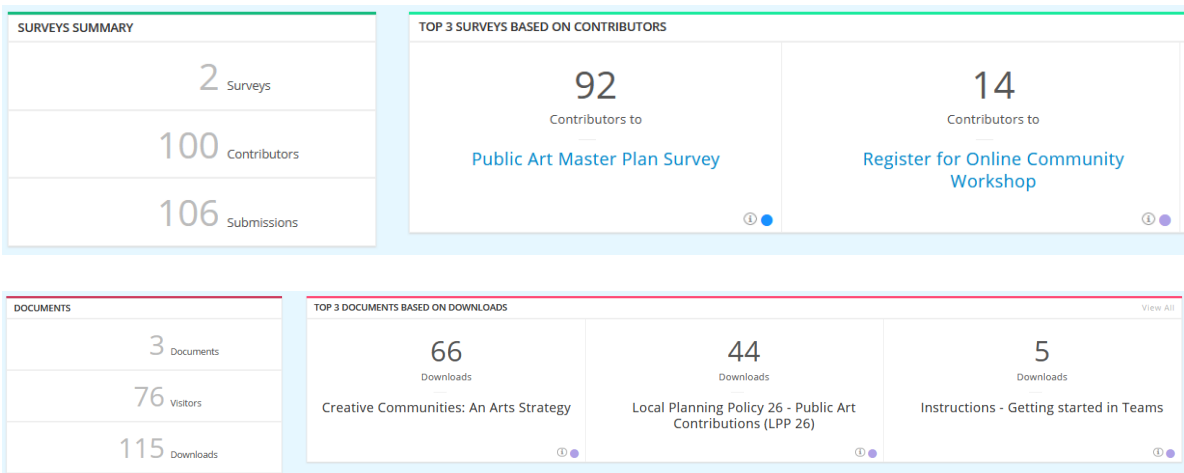 SURVEYS SUMMARY
2 Surveys
100 Contributors
106 Submissions
TOP 3 SURVEYS BASED ON CONTRIBUTORS
92
Contributors to
Public Art Master Plan Survey
14
Contributors to
Register for Online Community
Workshop
DOCUMENTS
3 Documents
76 Visitors
115 Downloads
TOP 3 DOCUMENTS BASED ON DOWNLOADS
View All
66
Downloads
Creative Communities: An Arts Strategy
44
Downloads
Local Planning Policy 26 - Public Art
Contributions (LPP 26)
5
Downloads
Instructions - Getting started in Teams